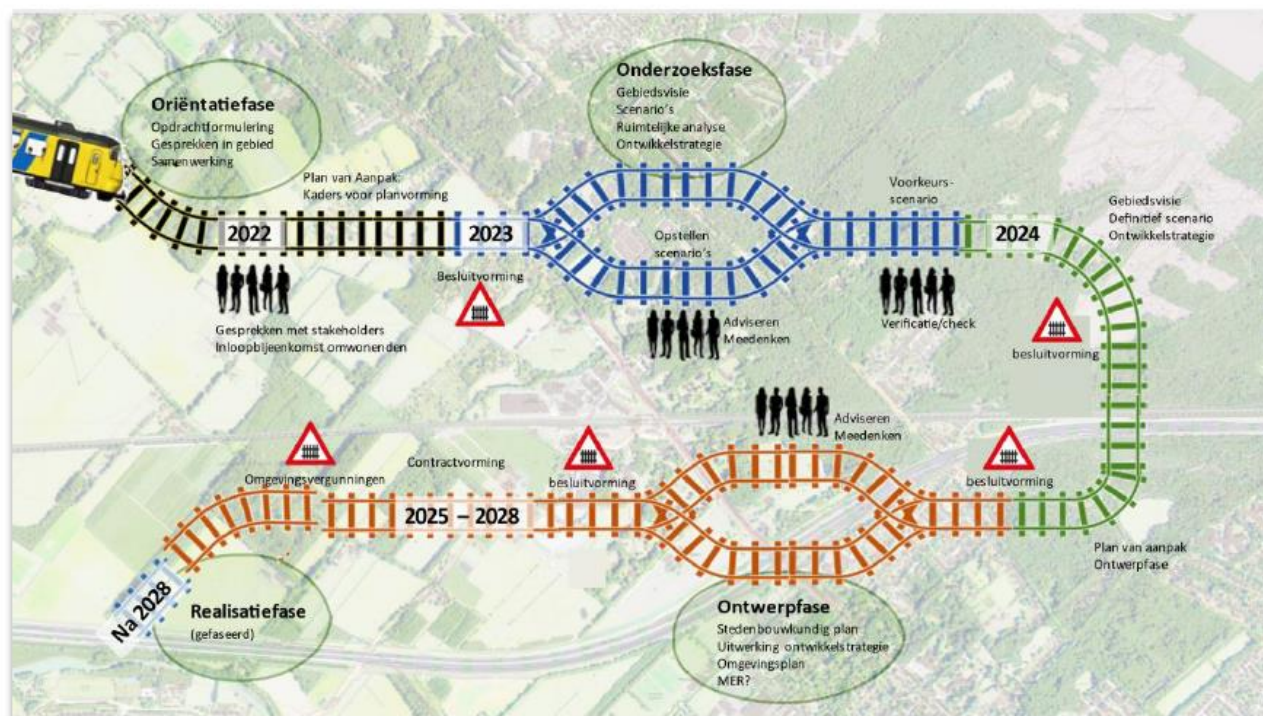 Oriëntatiefase
Opdrachtformulering
Gesprekken in gebied
Samenwerking
Plan van Aanpak:
Kaders voor planvorming
2022
Gesprekken met stakeholders
Inloopbijeenkomst omwonenden
2023
Besluitvorming
Onderzoeksfase
Gebiedsvisie
Scenario's
Ruimtelijke analyse
Ontwikkelstrategie
Opstellen
scenario's
Adviseren
Meedenken
Voorkeurs-
scenario
Verificatie/check
2024
Gebiedsvisie
Definitief scenario
Ontwikkelstrategie
besluitvorming
Plan van aanpak
Ontwerpfase
besluitvorming
Adviseren
Meedenken
Ontwerpfase
Stedenbouwkundig plan
Uitwerking ontwikkelstrategie
Omgevingsplan
MER?
besluitvorming
Contractvorming
2025 – 2028
Omgevingsvergunningen
Na 2028
Realisatiefase
(gefaseerd)